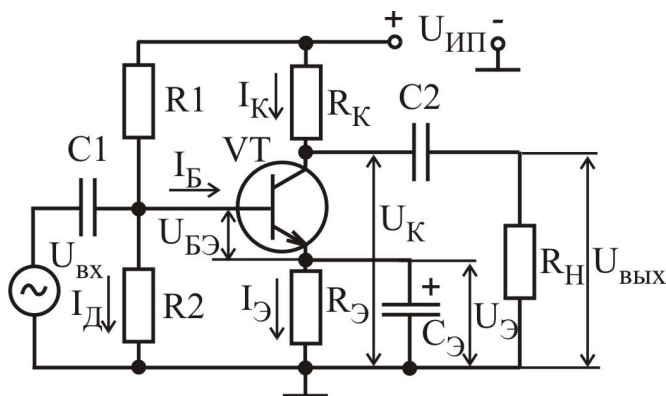 + U_ИП -
R1
I_К
R_К
C2
C1
VT
I_Б
U_К
U_БЭ
U_вх
R_Н
U_вых
I_Д
R2
I_Э
R_Э
+
C_Э
U_Э